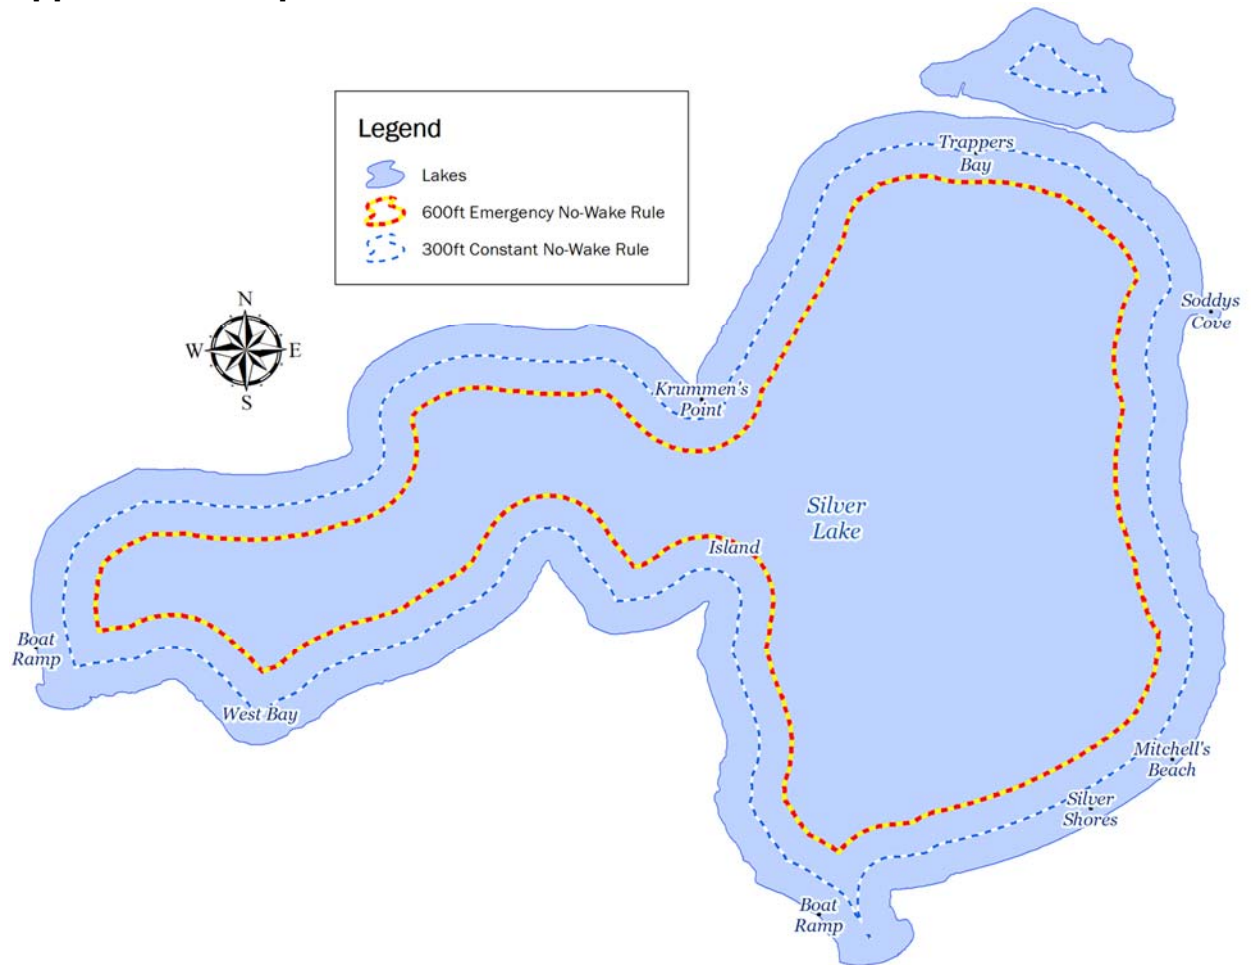 Legend
Lakes
600ft Emergency No-Wake Rule
300ft Constant No-Wake Rule
N
W
E
S
Trappers
Bay
Soddys
Cove
Krummen's
Point
Silver
Lake
Island
Boat
Ramp
West Bay
Mitchell's
Beach
Silver
Shores
Boat
Ramp